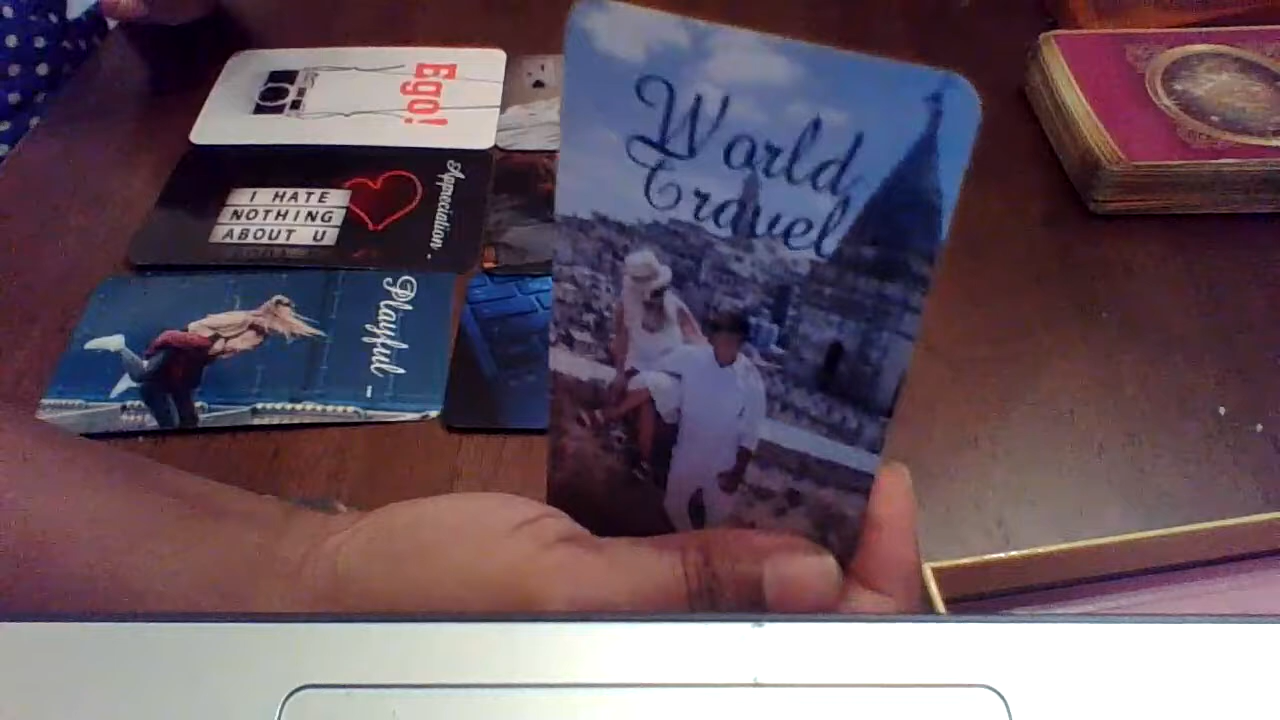 World
Travel
Ego!
Appreciation.
I HATE
NOTHING
ABOUT U
Playful _